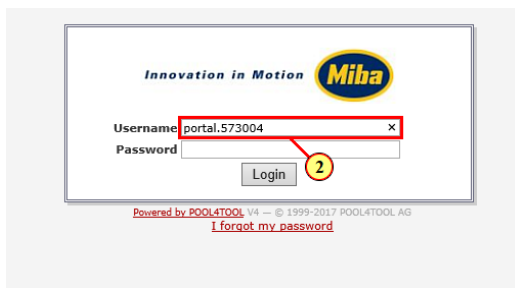 Innovation in Motion Miba
Username portal.573004 ×
Password
Login
2
Powered by POOL4TOOL V4 — © 1999-2017 POOL4TOOL AG
I forgot my password